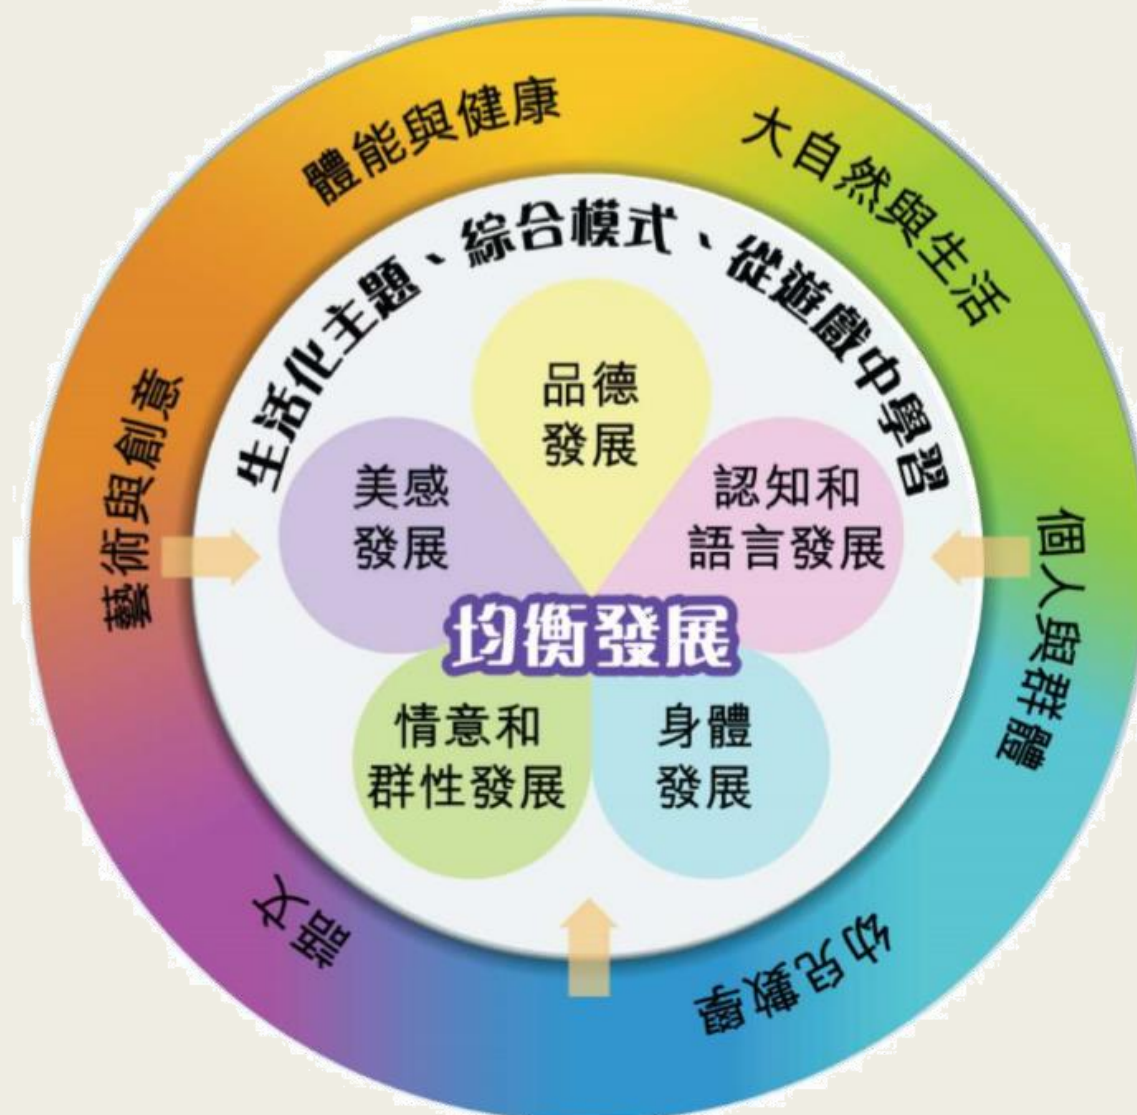 體能與健康
大自然與生活
個人與群體
幼兒數學
語文
藝術與創意
生活化主題、綜合模式、從遊戲中學習
品德
發展
美感
發展
認知和
語言發展
均衡發展
情意和
群性發展
身體
發展